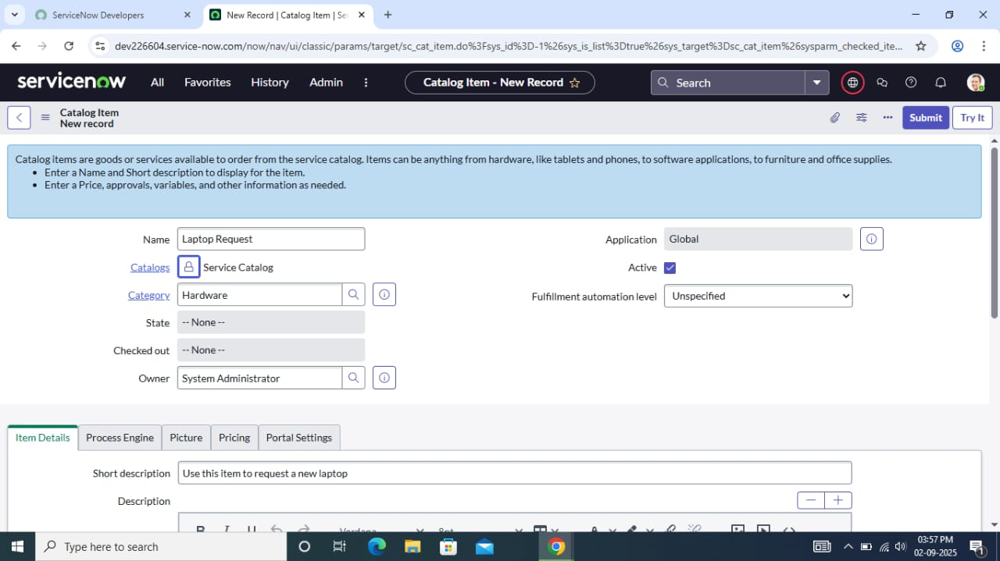 ServiceNow Developers
New Record | Catalog Item | Se
dev226604.service-now.com/now/nav/ui/classic/params/target/sc_cat_item.do%3Fsys_id%3D-1%26sys_is_list%3Dtrue%26sys_target%3Dsc_cat_item%26sysparm_checked_ite...
servicenow All Favorites History Admin Catalog Item - New Record Search
Catalog Item
New record
Submit Try It
Catalog items are goods or services available to order from the service catalog. Items can be anything from hardware, like tablets and phones, to software applications, to furniture and office supplies.
• Enter a Name and Short description to display for the item.
• Enter a Price, approvals, variables, and other information as needed.
Name Laptop Request Application Global
Catalogs Service Catalog Active
Category Hardware Fulfillment automation level Unspecified
State -- None --
Checked out -- None --
Owner System Administrator
Item Details Process Engine Picture Pricing Portal Settings
Short description Use this item to request a new laptop
Description
B I U Verdana 8pt A
Type here to search
03:57 PM
02-09-2025
1